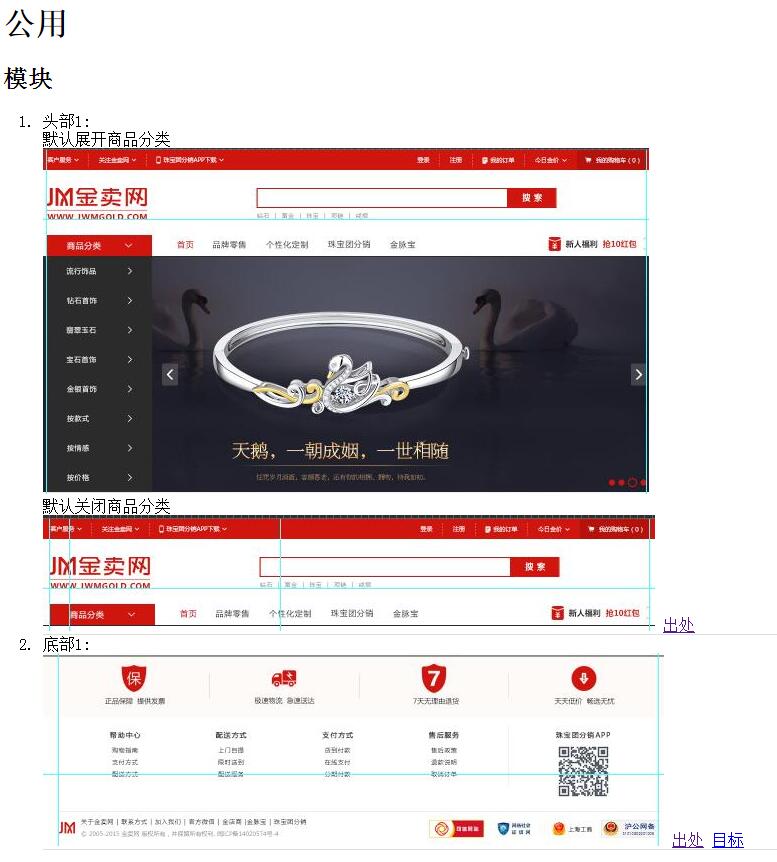 公用
模块
1. 头部1:
默认展开商品分类
客户服务 关注金卖网 珠宝团分销APP下载 登录 注册 我的订单 今日金价 我的购物车 ( 0 )
JM金卖网
WWW.JWMGOLD.COM
搜 索
钻石 | 黄金 | 珠宝 | 项链 | 戒指
商品分类 首页 品牌零售 个性化定制 珠宝团分销 金脉宝 新人福利 抢10红包
流行饰品
钻石首饰
翡翠玉石
宝石首饰
金银首饰
按款式
按情感
按价格
天鹅，一朝成姻，一世相随
默认关闭商品分类
客户服务 关注金卖网 珠宝团分销APP下载 登录 注册 我的订单 今日金价 我的购物车 ( 0 )
JM金卖网
WWW.JWMGOLD.COM
搜 索
钻石 | 黄金 | 珠宝 | 项链 | 戒指
商品分类 首页 品牌零售 个性化定制 珠宝团分销 金脉宝 新人福利 抢10红包
出处
2. 底部1:
保 7
正品保障 提供发票 极速物流 急速送达 7天无理由退货 天天低价 畅选无忧
帮助中心 配送方式 支付方式 售后服务 珠宝团分销APP
购物指南 上门自提 货到付款 售后政策
支付方式 限时送到 在线支付 退款说明
配送方式 配送服务 公司付款 取消订单
JM 关于金卖网 | 联系方式 | 加入我们 | 官方微信 | 金店商 | 金脉宝 | 珠宝团分销
© 2005-2015 金卖网 版权所有，并保留所有权利. 闽ICP备14020574号-4
上海工商 沪公网备
出处 目标